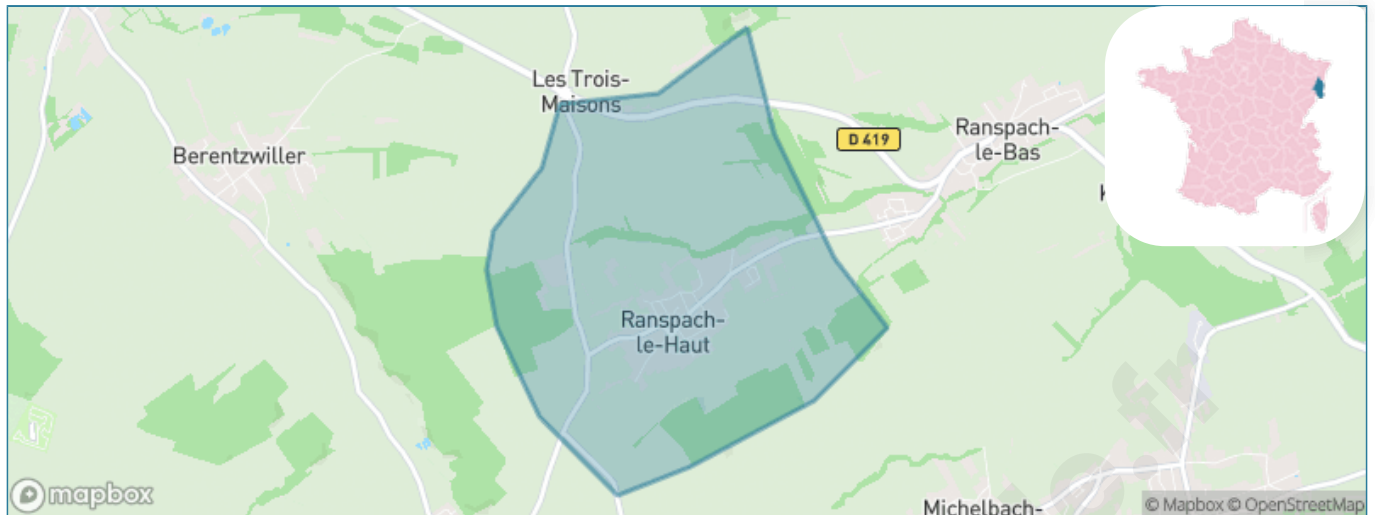 Les Trois-
Maisons
Berentzwiller
D 419
Ranspach-
le-Bas
K
Ranspach-
le-Haut
Michelbach-
mapbox
© Mapbox © OpenStreetMap